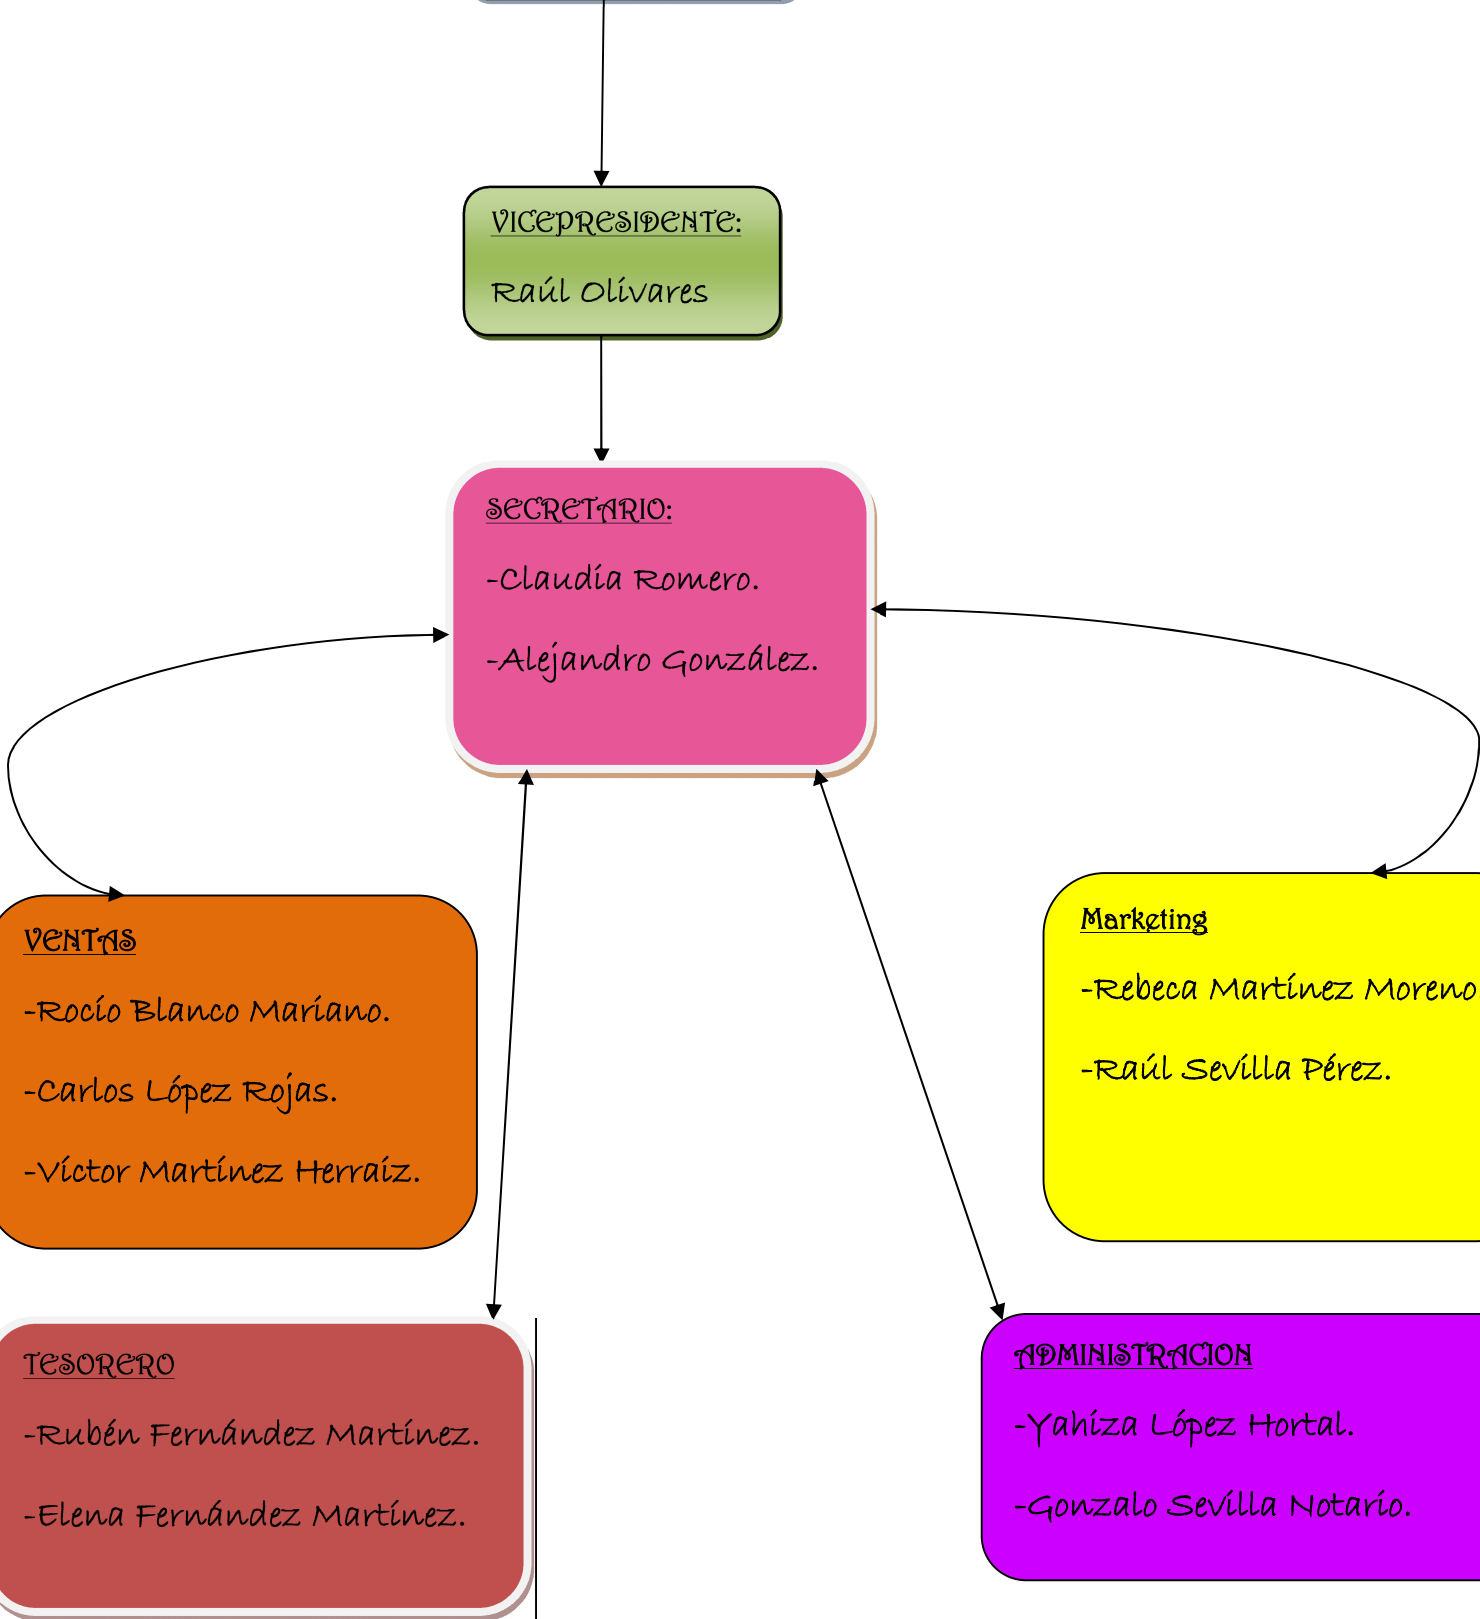 VICEPRESIDENTE:
Raúl Olivares
SECRETARIO:
-Claudia Romero.
-Alejandro González.
VENTAS
-Rocío Blanco Mariano.
-Carlos López Rojas.
-Víctor Martínez Herraiz.
Marketing
-Rebeca Martínez Moreno
-Raúl Sevilla Pérez.
TESORERO
-Rubén Fernández Martínez.
-Elena Fernández Martínez.
ADMINISTRACION
-Yahiza López Hortal.
-Gonzalo Sevilla Notario.